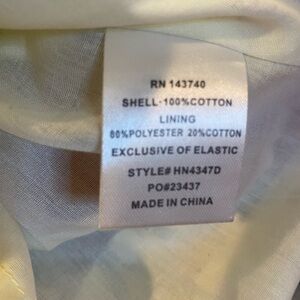 RN 143740
SHELL·100%COTTON
LINING
80%POLYESTER 20%COTTON
EXCLUSIVE OF ELASTIC
STYLE# HN4347D
PO#23437
MADE IN CHINA